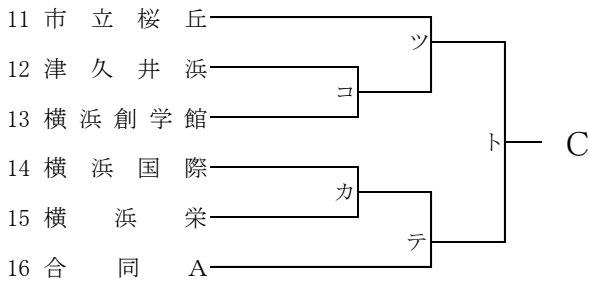 11 市立桜丘
ツ
12 津久井浜
コ
13 横浜創学館
ト C
14 横浜国際
カ
15 横浜栄
テ
16 合同A